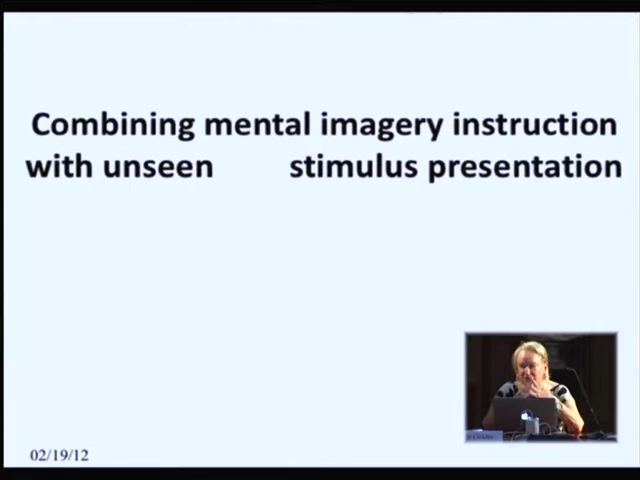 Combining mental imagery instruction
with unseen stimulus presentation
02/19/12